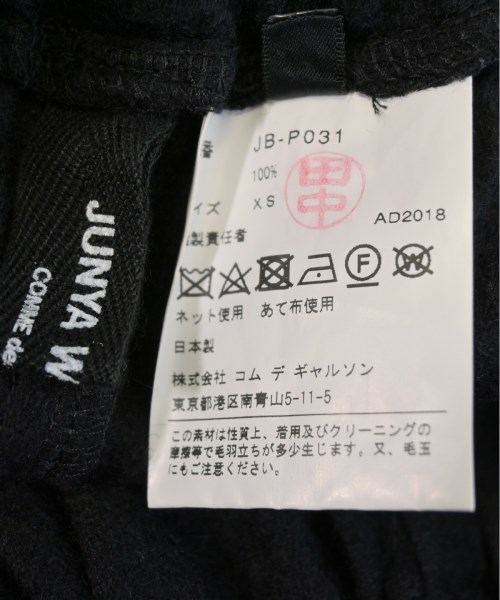 JUNYA W
COMME de
JB-P031
100%
イズ XS
田中
AD2018
製責任者
F
W
ネット使用 あて布使用
日本製
株式会社 コム デ ギャルソン
東京都港区南青山5-11-5
この素材は性質上、着用及びクリーニングの
摩擦等で毛羽立ちが多少生じます。又、毛玉
にもご注意ください。